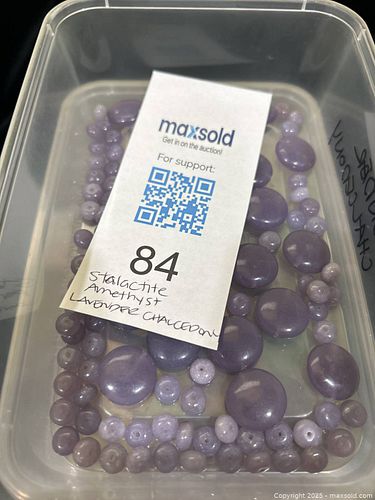 maxsold
Get in on the auction!
For support:
84
Stalactite
Amethyst
LAVENDER CHALCEDONY
Copyright 2025 - maxsold.com